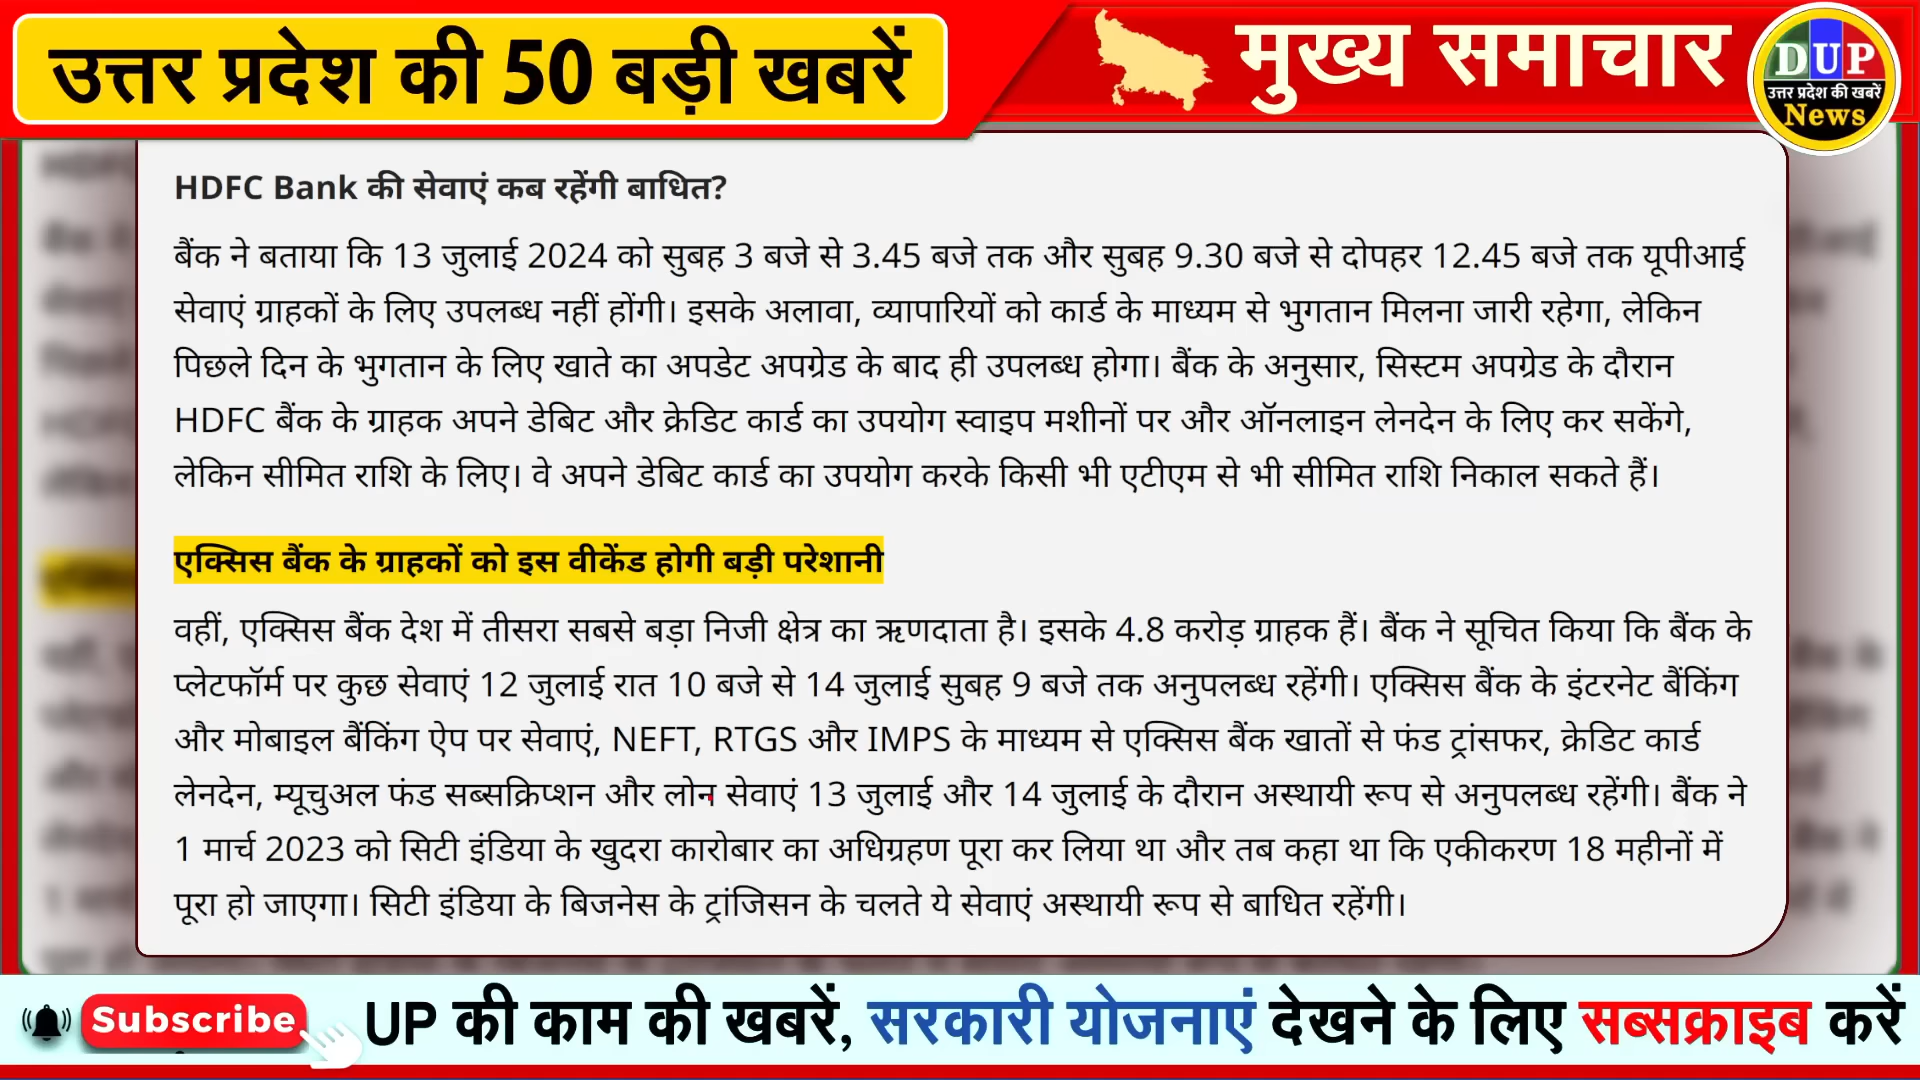 उत्तर प्रदेश की 50 बड़ी खबरें
मुख्य समाचार
DUP
उत्तर प्रदेश की खबरें
News
HDFC Bank की सेवाएं कब रहेंगी बाधित?
बैंक ने बताया कि 13 जुलाई 2024 को सुबह 3 बजे से 3.45 बजे तक और सुबह 9.30 बजे से दोपहर 12.45 बजे तक यूपीआई
सेवाएं ग्राहकों के लिए उपलब्ध नहीं होंगी। इसके अलावा, व्यापारियों को कार्ड के माध्यम से भुगतान मिलना जारी रहेगा, लेकिन
पिछले दिन के भुगतान के लिए खाते का अपडेट अपग्रेड के बाद ही उपलब्ध होगा। बैंक के अनुसार, सिस्टम अपग्रेड के दौरान
HDFC बैंक के ग्राहक अपने डेबिट और क्रेडिट कार्ड का उपयोग स्वाइप मशीनों पर और ऑनलाइन लेनदेन के लिए कर सकेंगे,
लेकिन सीमित राशि के लिए। वे अपने डेबिट कार्ड का उपयोग करके किसी भी एटीएम से भी सीमित राशि निकाल सकते हैं।
एक्सिस बैंक के ग्राहकों को इस वीकेंड होगी बड़ी परेशानी
वहीं, एक्सिस बैंक देश में तीसरा सबसे बड़ा निजी क्षेत्र का ऋणदाता है। इसके 4.8 करोड़ ग्राहक हैं। बैंक ने सूचित किया कि बैंक के
प्लेटफॉर्म पर कुछ सेवाएं 12 जुलाई रात 10 बजे से 14 जुलाई सुबह 9 बजे तक अनुपलब्ध रहेंगी। एक्सिस बैंक के इंटरनेट बैंकिंग
और मोबाइल बैंकिंग ऐप पर सेवाएं, NEFT, RTGS और IMPS के माध्यम से एक्सिस बैंक खातों से फंड ट्रांसफर, क्रेडिट कार्ड
लेनदेन, म्यूचुअल फंड सब्सक्रिप्शन और लोन सेवाएं 13 जुलाई और 14 जुलाई के दौरान अस्थायी रूप से अनुपलब्ध रहेंगी। बैंक ने
1 मार्च 2023 को सिटी इंडिया के खुदरा कारोबार का अधिग्रहण पूरा कर लिया था और तब कहा था कि एकीकरण 18 महीनों में
पूरा हो जाएगा। सिटी इंडिया के बिजनेस के ट्रांजिसन के चलते ये सेवाएं अस्थायी रूप से बाधित रहेंगी।
Subscribe
UP की काम की खबरें, सरकारी योजनाएं देखने के लिए सब्सक्राइब करें